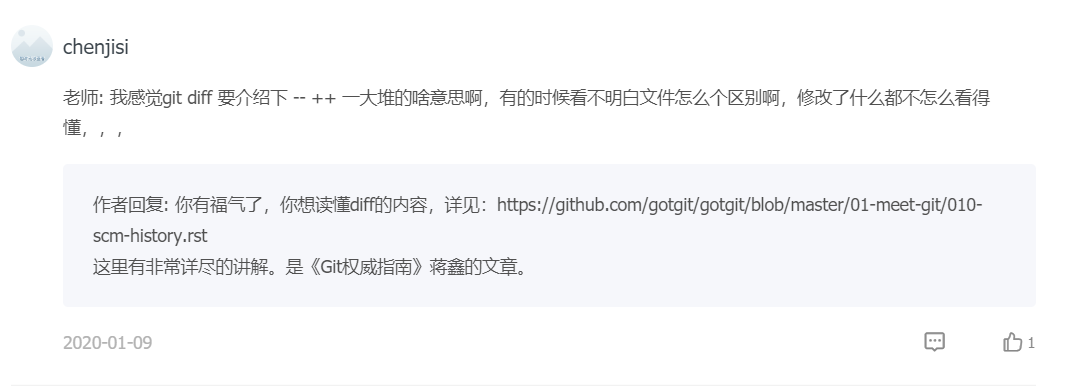 chenjisi
老师: 我感觉git diff 要介绍下 -- ++ 一大堆的啥意思啊，有的时候看不明白文件怎么个区别啊，修改了什么都不怎么看得
懂，，，
作者回复: 你有福气了，你想读懂diff的内容，详见：https://github.com/gotgit/gotgit/blob/master/01-meet-git/010-
scm-history.rst
这里有非常详尽的讲解。是《Git权威指南》蒋鑫的文章。
2020-01-09
1